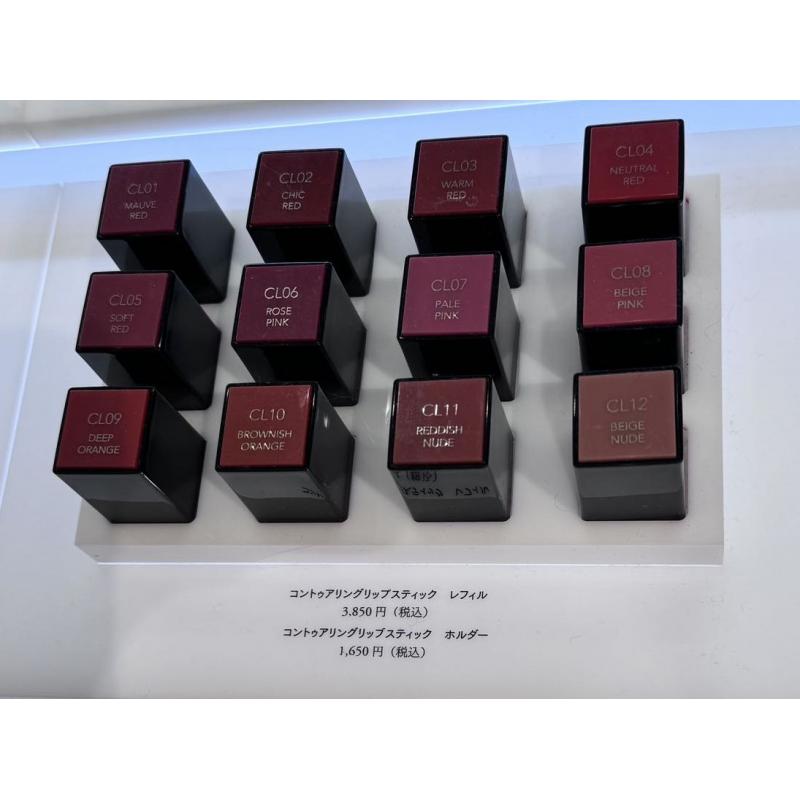 CL01
MAUVE
RED
CL02
CHIC
RED
CL03
WARM
RED
CL04
NEUTRAL
RED
CL05
SOFT
RED
CL06
ROSE
PINK
CL07
PALE
PINK
CL08
BEIGE
PINK
CL09
DEEP
ORANGE
CL10
BROWNISH
ORANGE
CL11
REDDISH
NUDE
CL12
BEIGE
NUDE
コントゥアリングリップスティック レフィル
3,850 円（税込）
コントゥアリングリップスティック ホルダー
1,650 円（税込）